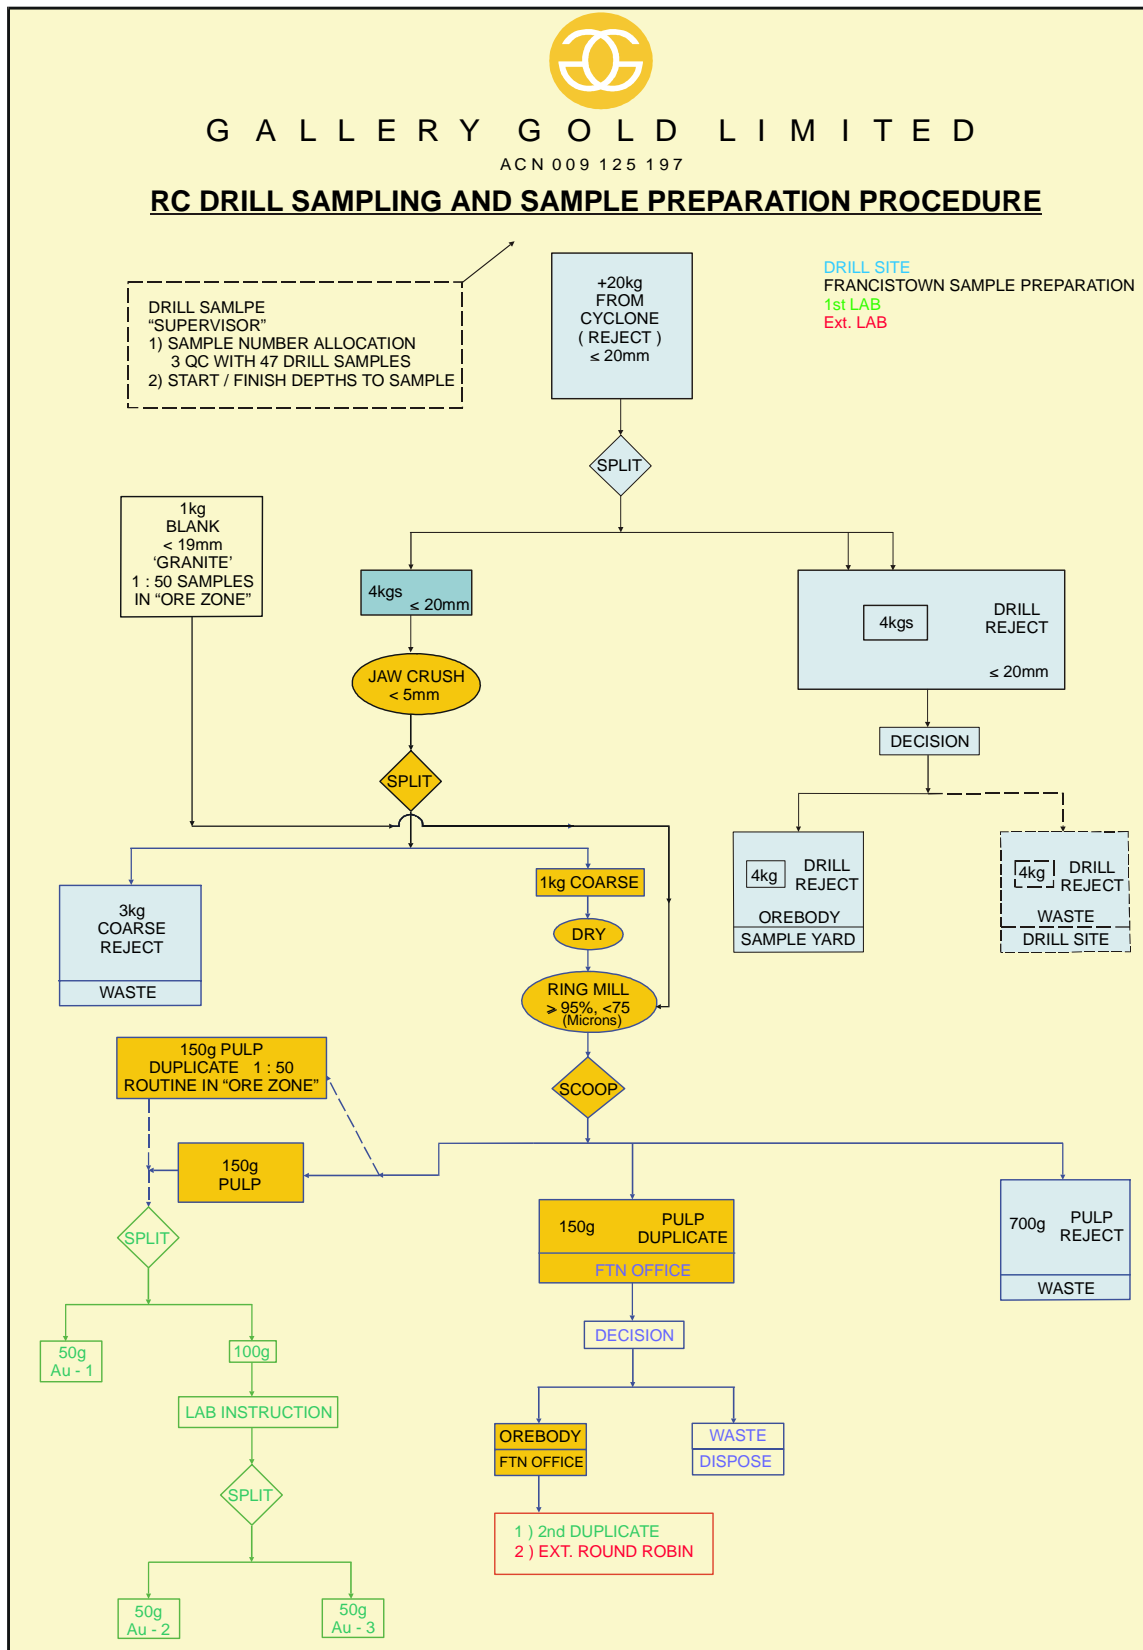 GALLERY GOLD LIMITED
ACN 009 125 197
RC DRILL SAMPLING AND SAMPLE PREPARATION PROCEDURE
DRILL SAMLPE
“SUPERVISOR”
1) SAMPLE NUMBER ALLOCATION
3 QC WITH 47 DRILL SAMPLES
2) START / FINISH DEPTHS TO SAMPLE
+20kg
FROM
CYCLONE
( REJECT )
≤ 20mm
DRILL SITE
FRANCISTOWN SAMPLE PREPARATION
1st LAB
Ext. LAB
SPLIT
1kg
BLANK
< 19mm
‘GRANITE’
1 : 50 SAMPLES
IN “ORE ZONE”
4kgs
≤ 20mm
4kgs
DRILL
REJECT
≤ 20mm
JAW CRUSH
< 5mm
DECISION
SPLIT
4kg
DRILL
REJECT
OREBODY
SAMPLE YARD
4kg
DRILL
REJECT
WASTE
DRILL SITE
3kg
COARSE
REJECT
WASTE
1kg COARSE
DRY
RING MILL
≥ 95%, <75
(Microns)
150g PULP
DUPLICATE 1 : 50
ROUTINE IN “ORE ZONE”
SCOOP
150g
PULP
150g
PULP
DUPLICATE
FTN OFFICE
700g
PULP
REJECT
WASTE
SPLIT
DECISION
50g
Au - 1
100g
LAB INSTRUCTION
OREBODY
FTN OFFICE
WASTE
DISPOSE
SPLIT
1 ) 2nd DUPLICATE
2 ) EXT. ROUND ROBIN
50g
Au - 2
50g
Au - 3